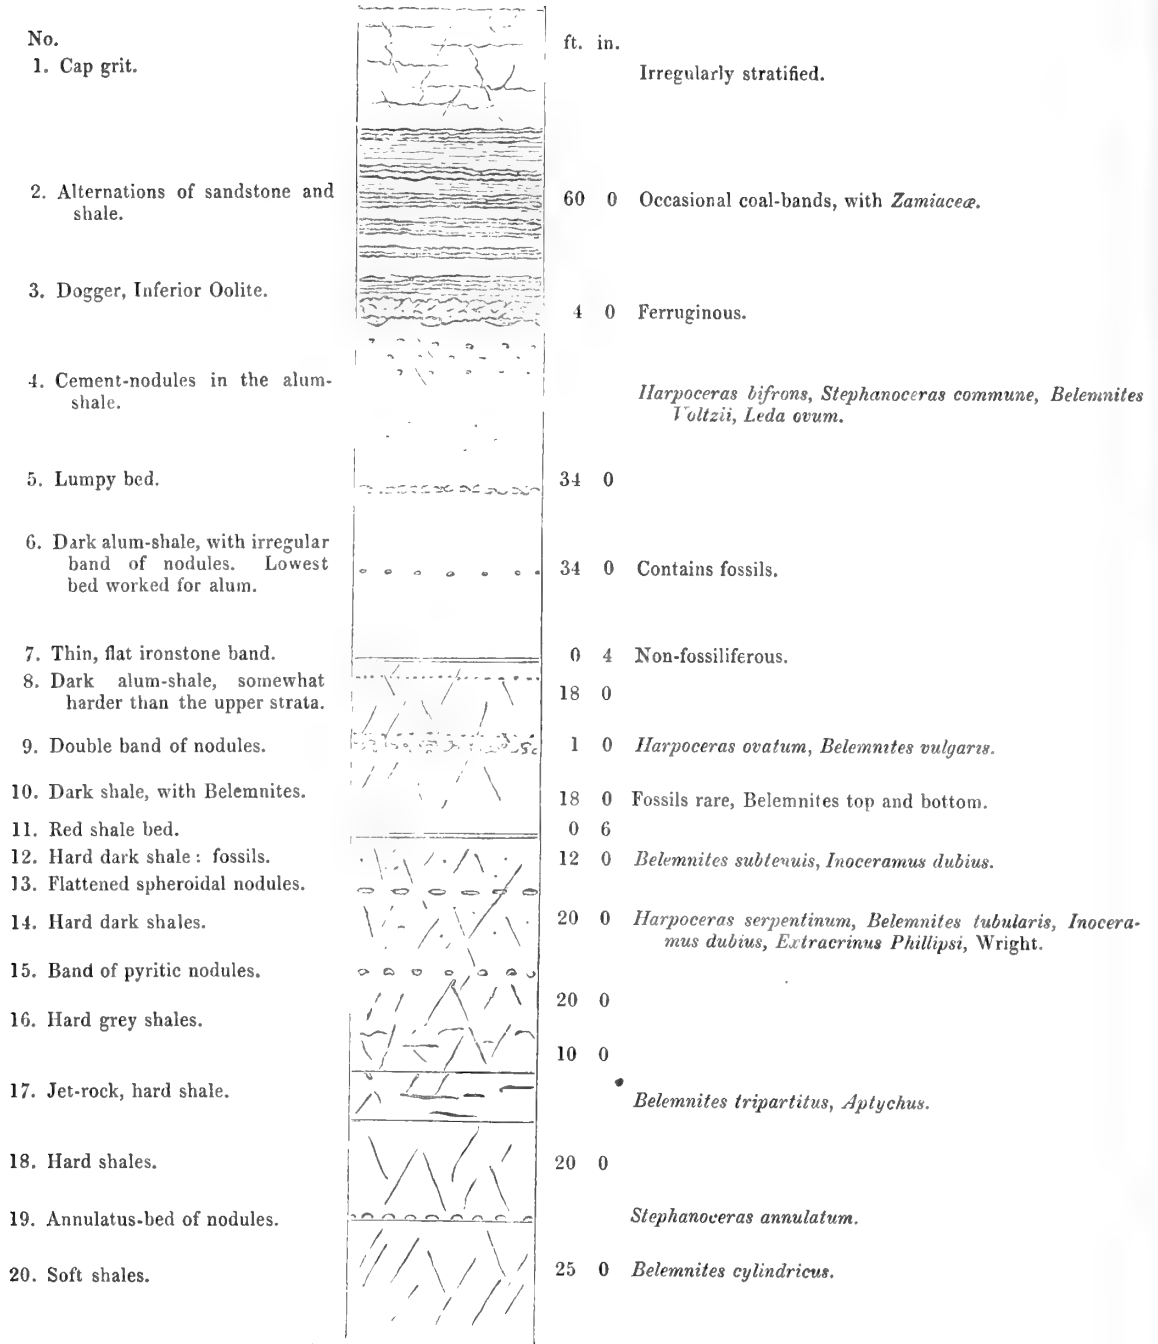 No. ft. in.
1. Cap grit. Irregularly stratified.
2. Alternations of sandstone and
shale. 60 0 Occasional coal-bands, with Zamiaceæ.
3. Dogger, Inferior Oolite.
4 0 Ferruginous.
4. Cement-nodules in the alum-
shale. Harpoceras bifrons, Stephanoceras commune, Belemnites
Voltzii, Leda ovum.
5. Lumpy bed. 34 0
6. Dark alum-shale, with irregular
band of nodules. Lowest 34 0 Contains fossils.
bed worked for alum.
7. Thin, flat ironstone band. 0 4 Non-fossiliferous.
8. Dark alum-shale, somewhat
harder than the upper strata. 18 0
9. Double band of nodules. 1 0 Harpoceras ovatum, Belemnites vulgaris.
10. Dark shale, with Belemnites. 18 0 Fossils rare, Belemnites top and bottom.
11. Red shale bed. 0 6
12. Hard dark shale : fossils. 12 0 Belemnites subtenuis, Inoceramus dubius.
13. Flattened spheroidal nodules.
14. Hard dark shales. 20 0 Harpoceras serpentinum, Belemnites tubularis, Inocera-
mus dubius, Extracrinus Phillipsi, Wright.
15. Band of pyritic nodules.
20 0
16. Hard grey shales.
10 0
17. Jet-rock, hard shale.
Belemnites tripartitus, Aptychus.
18. Hard shales. 20 0
19. Annulatus-bed of nodules. Stephanoceras annulatum.
20. Soft shales. 25 0 Belemnites cylindricus.